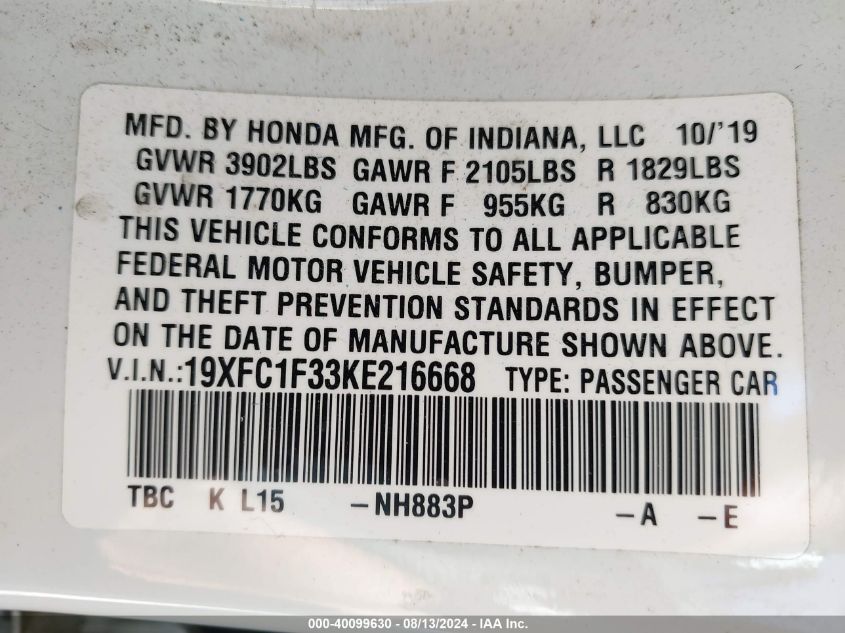 MFD. BY HONDA MFG. OF INDIANA, LLC 10/'19
GVWR 3902LBS GAWR F 2105LBS R 1829LBS
GVWR 1770KG GAWR F 955KG R 830KG
THIS VEHICLE CONFORMS TO ALL APPLICABLE
FEDERAL MOTOR VEHICLE SAFETY, BUMPER,
AND THEFT PREVENTION STANDARDS IN EFFECT
ON THE DATE OF MANUFACTURE SHOWN ABOVE.
V.I.N.:19XFC1F33KE216668 TYPE: PASSENGER CAR
TBC K L15 -NH883P -A -E
000-40099630 - 08/13/2024 - IAA Inc.